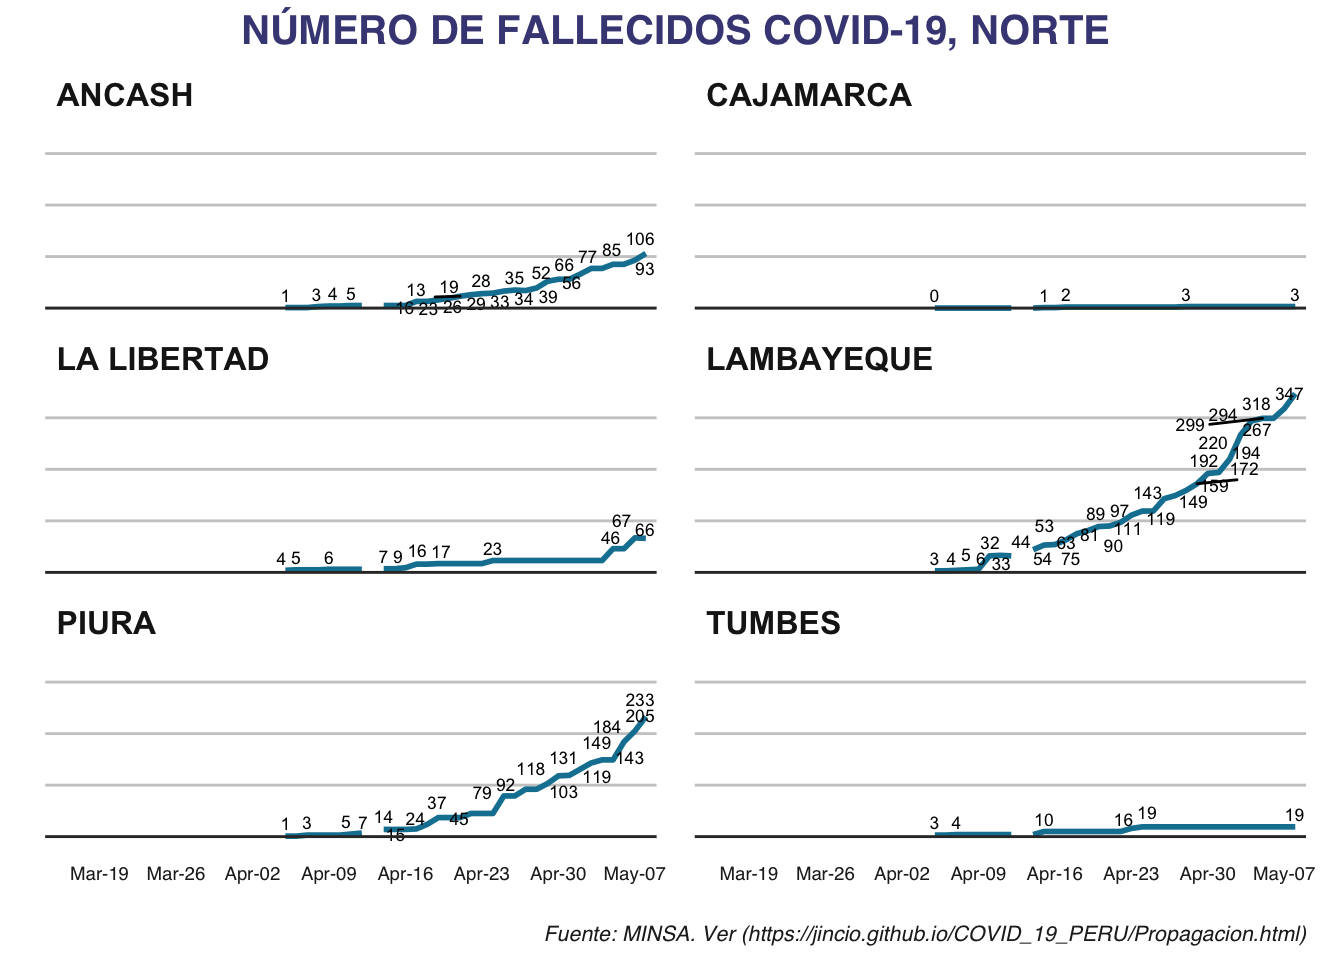 NÚMERO DE FALLECIDOS COVID-19, NORTE
ANCASH
1 3 4 5 13 16 23 19 26 28 29 33 35 34 52 39 66 56 77 85 106 93
CAJAMARCA
0 1 2 3 3
LA LIBERTAD
4 5 6 7 9 16 17 23 46 67 66
LAMBAYEQUE
3 4 5 6 32 33 44 53 54 63 75 81 89 90 97 111 143 119 149 192 159 172 194 220 299 294 267 318 347
PIURA
1 3 5 7 14 15 24 37 45 79 92 118 103 131 119 149 184 143 205 233
TUMBES
3 4 10 16 19 19
Mar-19 Mar-26 Apr-02 Apr-09 Apr-16 Apr-23 Apr-30 May-07
Mar-19 Mar-26 Apr-02 Apr-09 Apr-16 Apr-23 Apr-30 May-07
Fuente: MINSA. Ver (https://jincio.github.io/COVID_19_PERU/Propagacion.html)